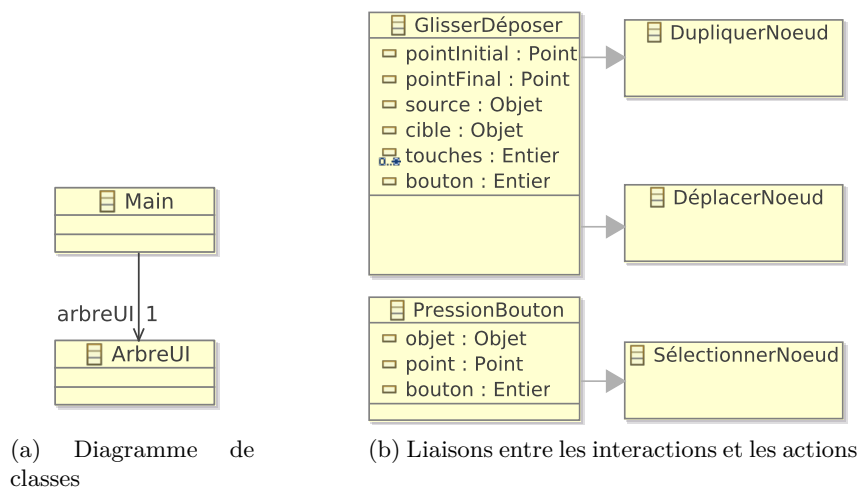 Main
arbreUI 1
ArbreUI
(a) Diagramme de
classes
GlisserDéposer
pointInitial : Point
pointFinal : Point
source : Objet
cible : Objet
0..* touches : Entier
bouton : Entier
DupliquerNoeud
DéplacerNoeud
PressionBouton
objet : Objet
point : Point
bouton : Entier
SélectionnerNoeud
(b) Liaisons entre les interactions et les actions